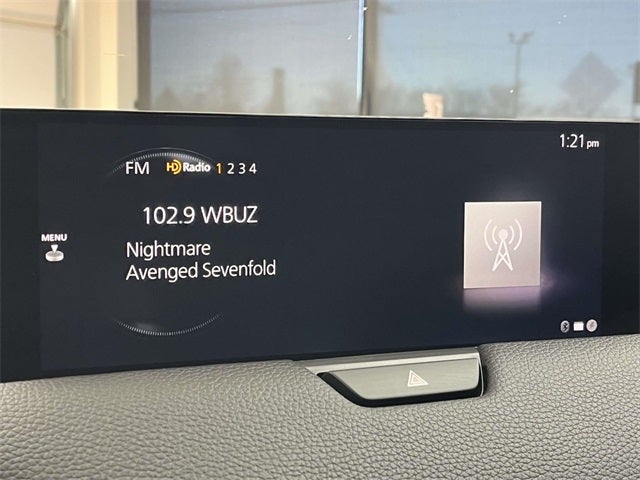 1:21 pm
FM HD Radio 1 2 3 4
102.9 WBUZ
MENU
Nightmare
Avenged Sevenfold